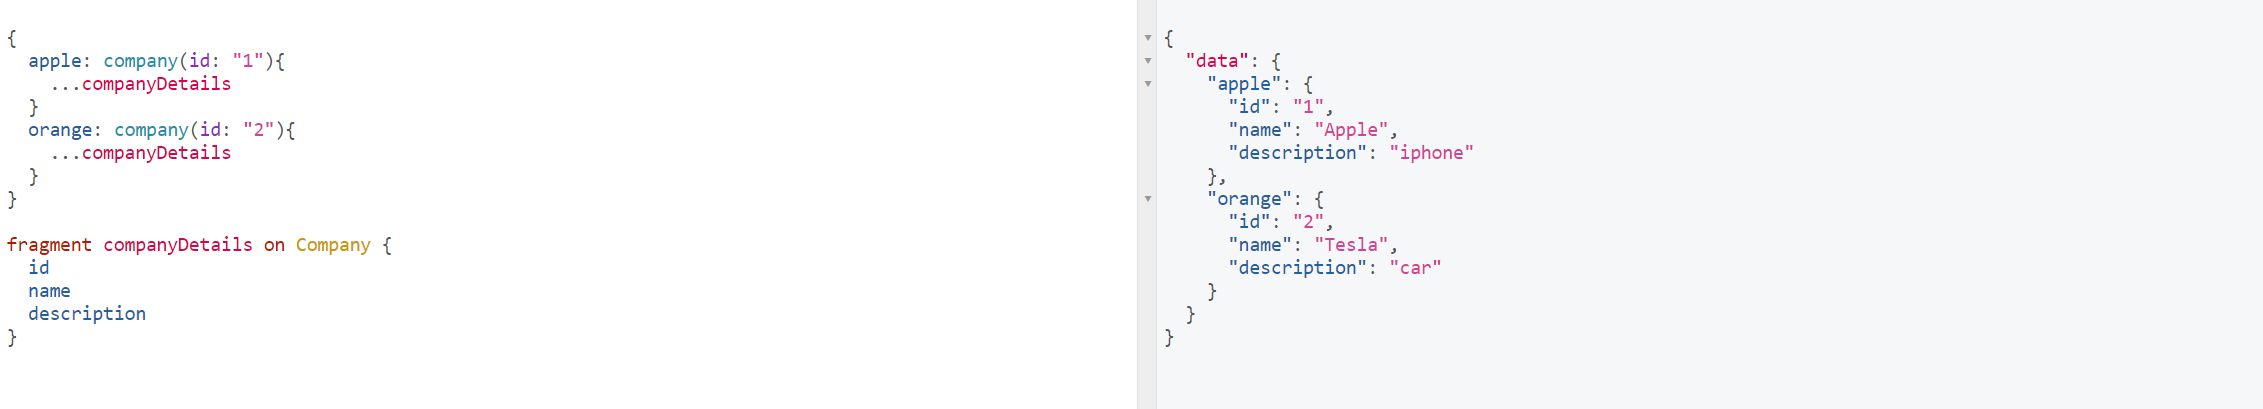 {
  apple: company(id: "1"){
    ...companyDetails
  }
  orange: company(id: "2"){
    ...companyDetails
  }
}
fragment companyDetails on Company {
  id
  name
  description
}
{
  "data": {
    "apple": {
      "id": "1",
      "name": "Apple",
      "description": "iphone"
    },
    "orange": {
      "id": "2",
      "name": "Tesla",
      "description": "car"
    }
  }
}